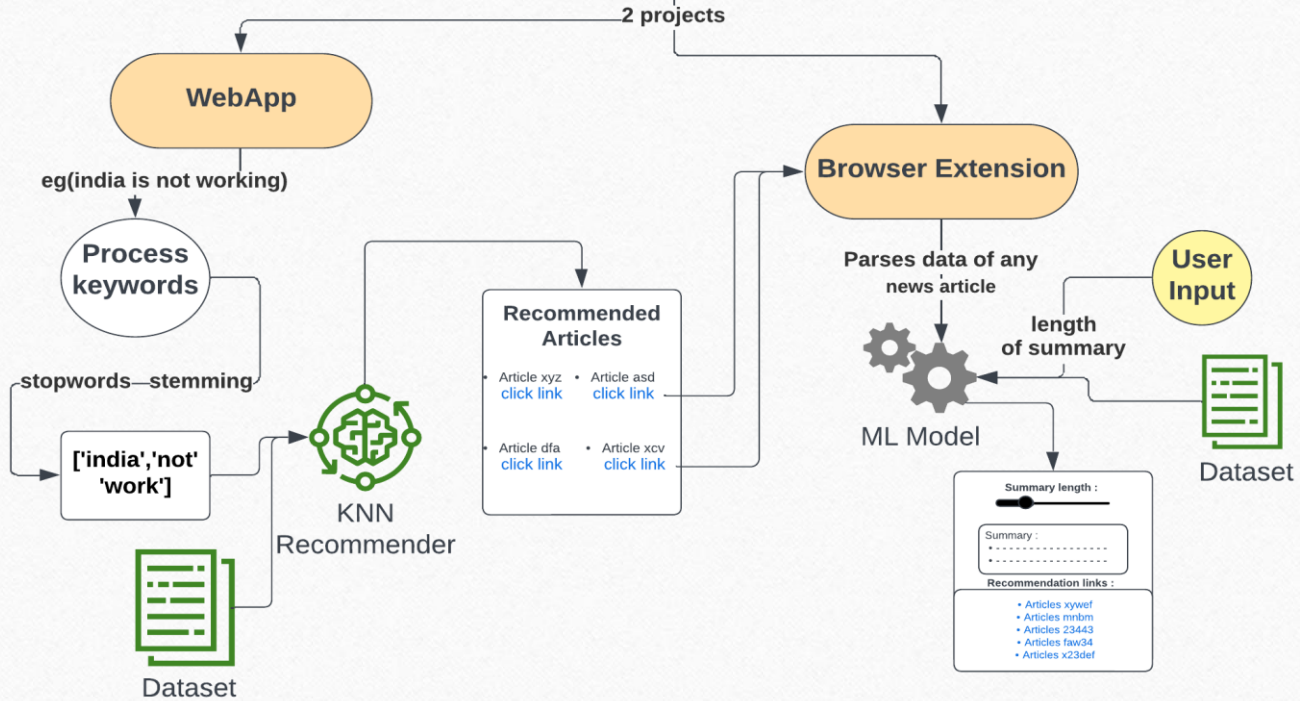 2 projects
WebApp
eg(india is not working)
Process
keywords
stopwords
stemming
['india','not'
'work']
Dataset
KNN
Recommender
Recommended
Articles
• Article xyz
click link
• Article asd
click link
• Article dfa
click link
• Article xcv
click link
Browser Extension
Parses data of any
news article
User
Input
length
of summary
ML Model
Dataset
Summary length :
Summary :
Recommendation links :
• Articles xywef
• Articles mnbm
• Articles 23443
• Articles faw34
• Articles x23def